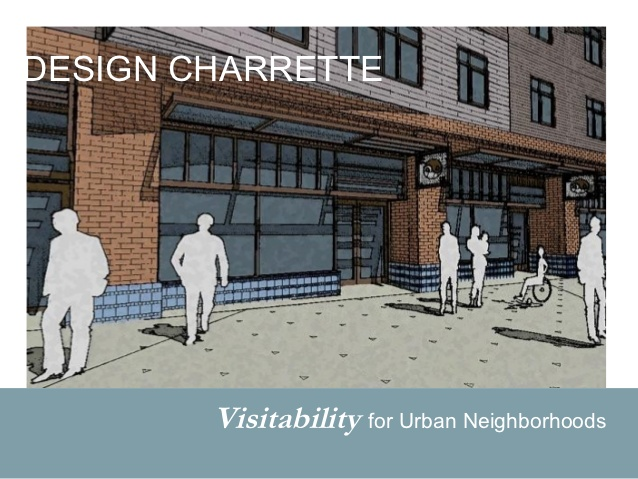 DESIGN CHARRETTE
Visitability for Urban Neighborhoods